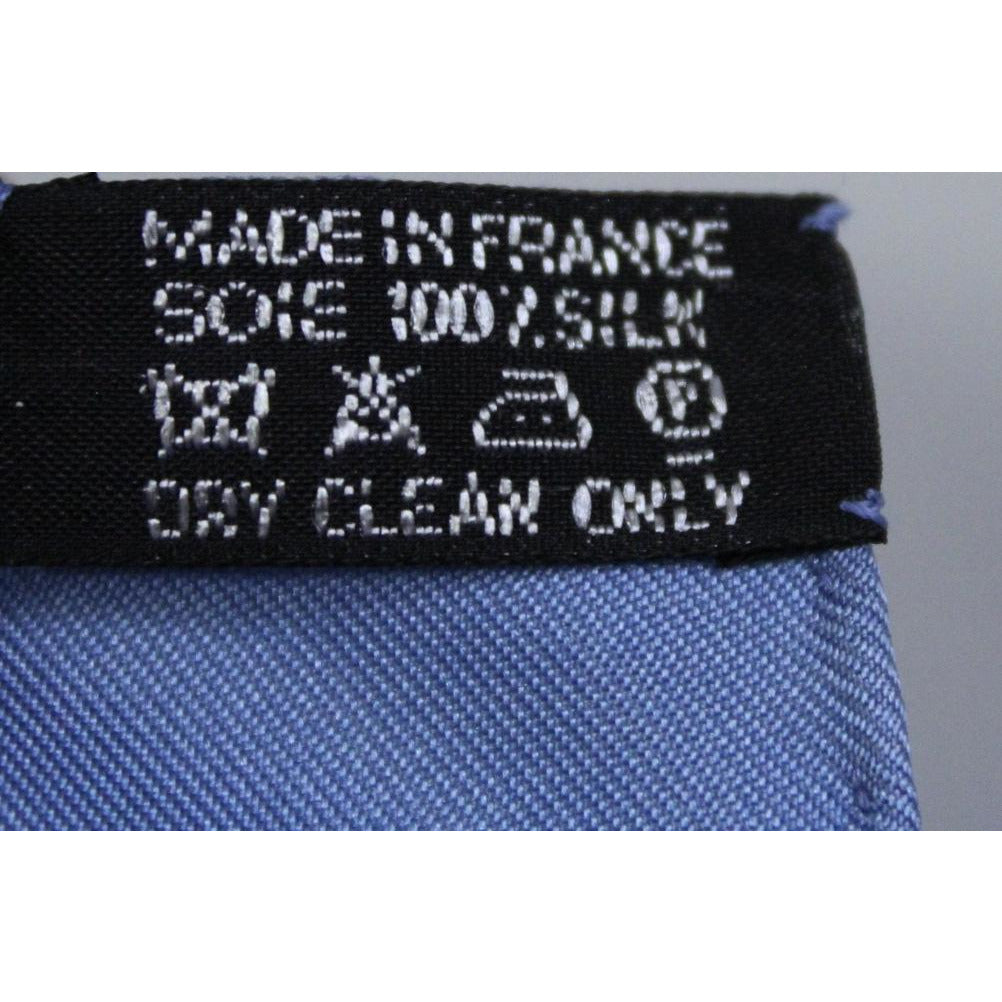 MADE IN FRANCE
SOIE 100% SILK
P
DRY CLEAN ONLY